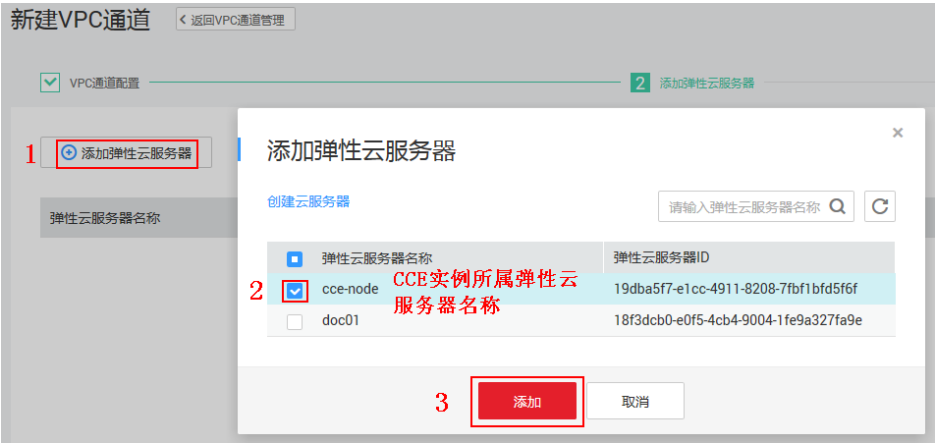 新建VPC通道 < 返回VPC通道管理
VPC通道配置 2 添加弹性云服务器
1 添加弹性云服务器
弹性云服务器名称
添加弹性云服务器 ×
创建云服务器 请输入弹性云服务器名称
弹性云服务器名称 弹性云服务器ID
2 cce-node 19dba5f7-e1cc-4911-8208-7fbf1bfd5f6f
CCE实例所属弹性云
服务器名称
doc01 18f3dcb0-e0f5-4cb4-9004-1fe9a327fa9e
3 添加 取消